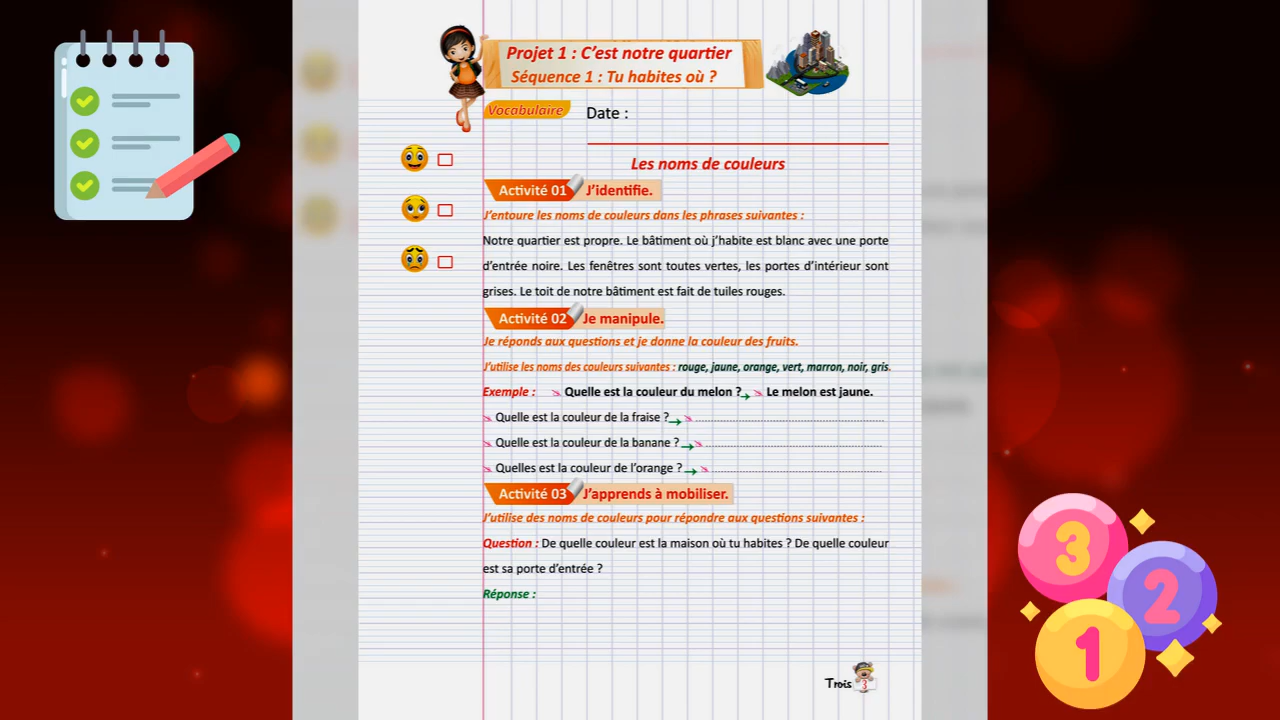 Projet 1 : C'est notre quartier
Séquence 1 : Tu habites où ?
Vocabulaire
Date :
Les noms de couleurs
Activité 01 J'identifie.
J'entoure les noms de couleurs dans les phrases suivantes :
Notre quartier est propre. Le bâtiment où j'habite est blanc avec une porte
d'entrée noire. Les fenêtres sont toutes vertes, les portes d'intérieur sont
grises. Le toit de notre bâtiment est fait de tuiles rouges.
Activité 02 Je manipule.
Je réponds aux questions et je donne la couleur des fruits.
J'utilise les noms des couleurs suivantes : rouge, jaune, orange, vert, marron, noir, gris.
Exemple : Quelle est la couleur du melon ? Le melon est jaune.
Quelle est la couleur de la fraise ?
Quelle est la couleur de la banane ?
Quelles est la couleur de l'orange ?
Activité 03 J'apprends à mobiliser.
J'utilise des noms de couleurs pour répondre aux questions suivantes :
Question : De quelle couleur est la maison où tu habites ? De quelle couleur
est sa porte d'entrée ?
Réponse :
Trois 3
3
2
1